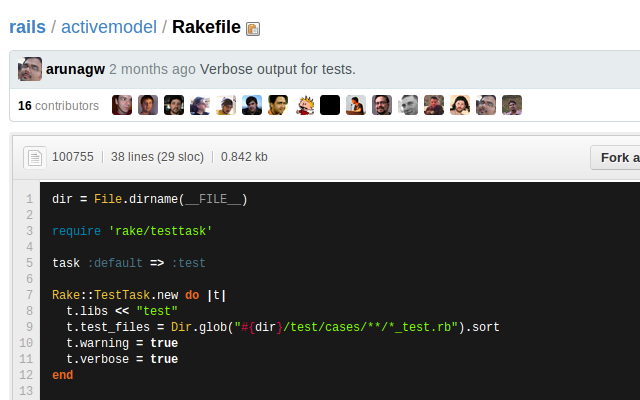 rails / activemodel / Rakefile
arunagw 2 months ago Verbose output for tests.
16 contributors
100755 | 38 lines (29 sloc) | 0.842 kb
Fork a
1 dir = File.dirname(__FILE__)
2
3 require 'rake/testtask'
4
5 task :default => :test
6
7 Rake::TestTask.new do |t|
8 t.libs << "test"
9 t.test_files = Dir.glob("#{dir}/test/cases/**/*_test.rb").sort
10 t.warning = true
11 t.verbose = true
12 end
13